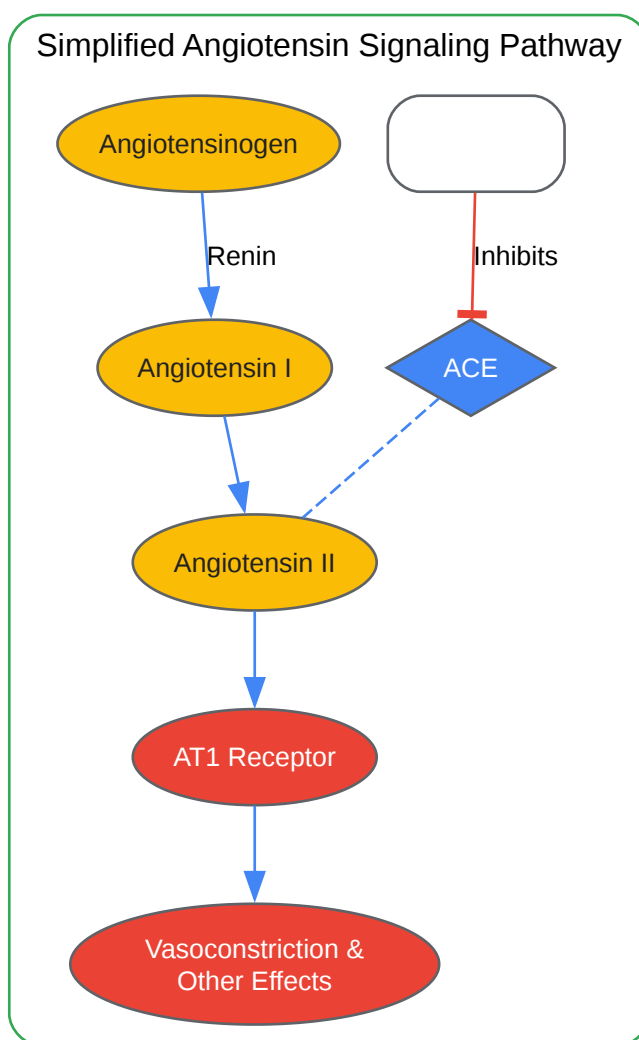 Simplified Angiotensin Signaling Pathway
Angiotensinogen
Renin
Inhibits
Angiotensin I
ACE
Angiotensin II
AT1 Receptor
Vasoconstriction &
Other Effects